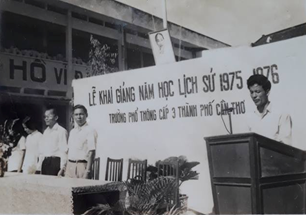 HỒ VĨ Đ
LỄ KHAI GIẢNG NĂM HỌC LỊCH SỬ 1975 _ 1976
TRƯỜNG PHỔ THÔNG CẤP 3 THÀNH PHỐ CẦN THƠ